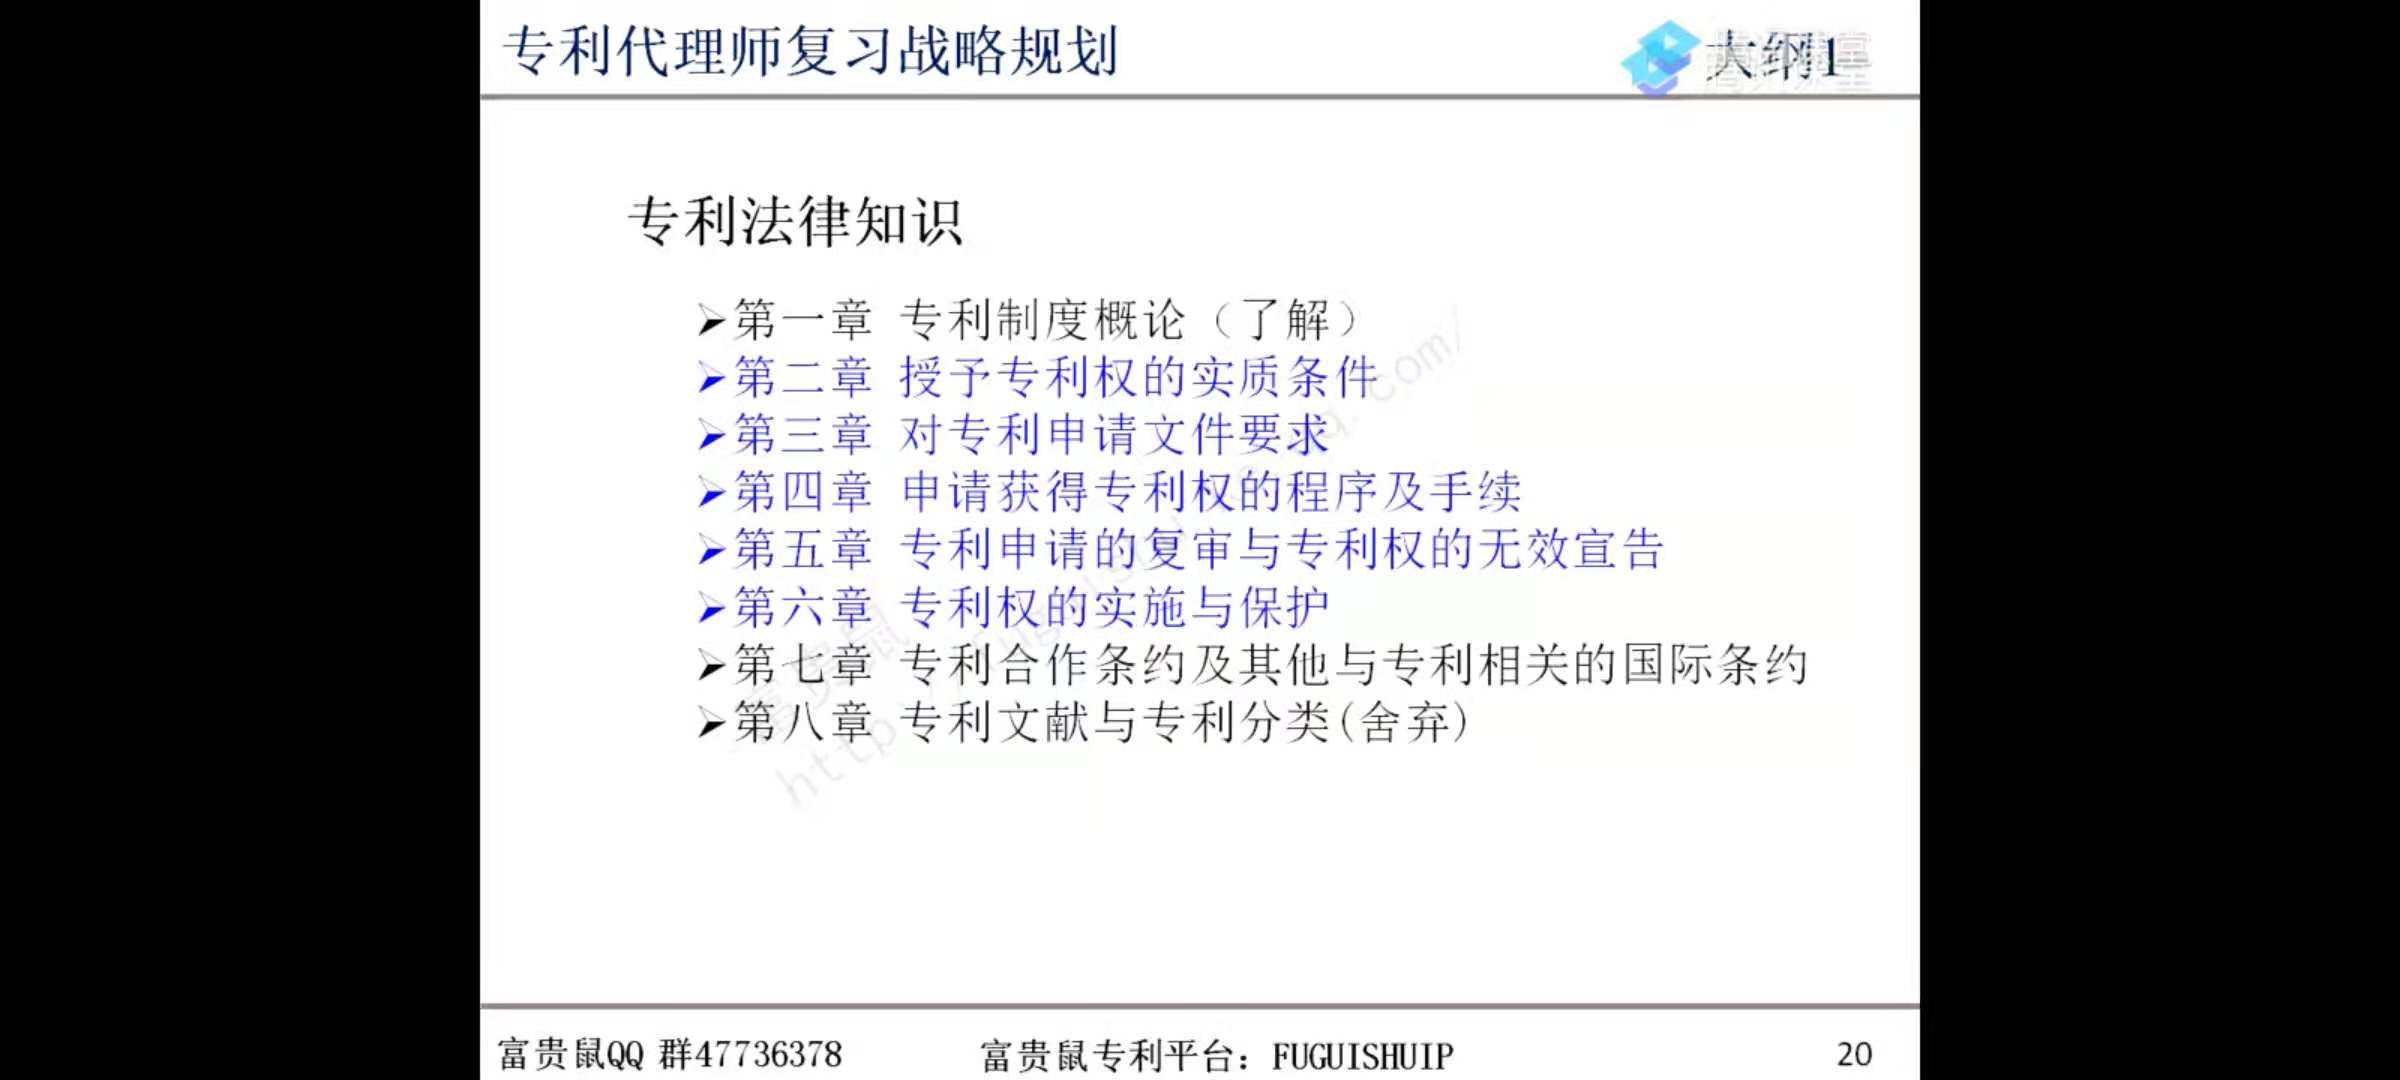 专利代理师复习战略规划
大纲1
专利法律知识
➢第一章 专利制度概论（了解）
➢第二章 授予专利权的实质条件
➢第三章 对专利申请文件要求
➢第四章 申请获得专利权的程序及手续
➢第五章 专利申请的复审与专利权的无效宣告
➢第六章 专利权的实施与保护
➢第七章 专利合作条约及其他与专利相关的国际条约
➢第八章 专利文献与专利分类(舍弃)
富贵鼠
富贵鼠QQ 群47736378
富贵鼠专利平台：FUGUISHUIP
20